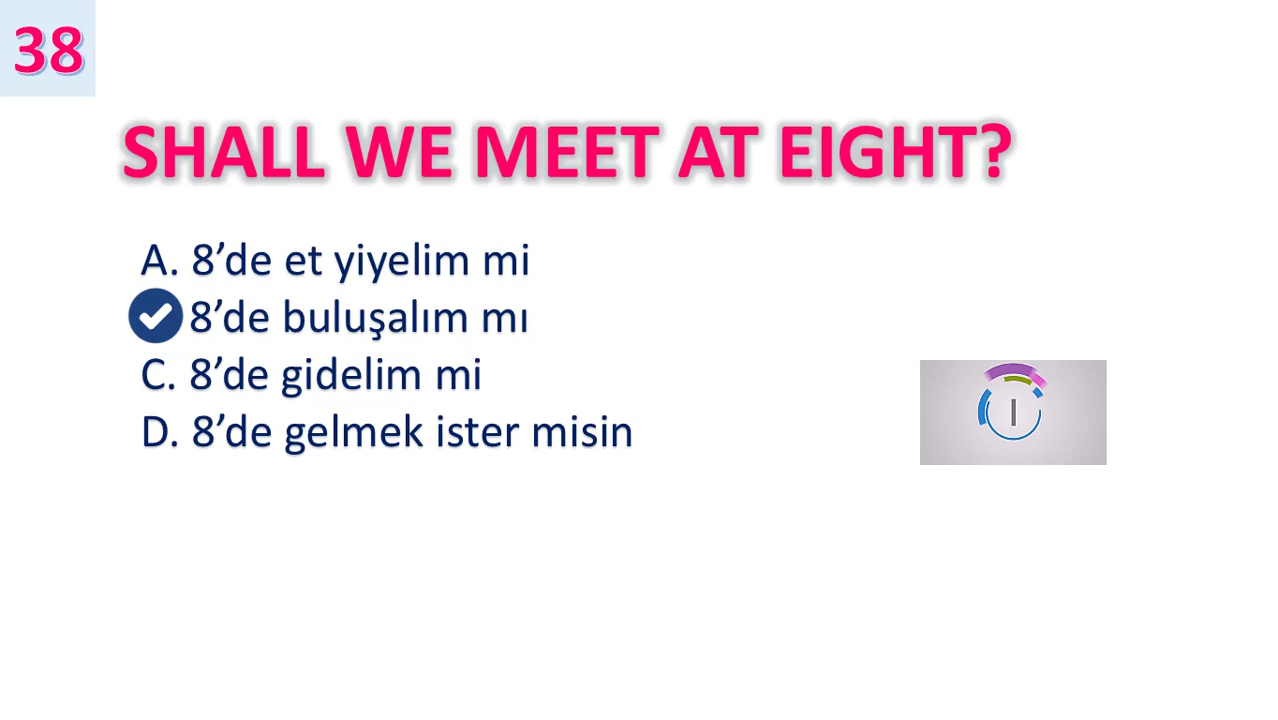 38
SHALL WE MEET AT EIGHT?
A. 8’de et yiyelim mi
8’de buluşalım mı
C. 8’de gidelim mi
D. 8’de gelmek ister misin